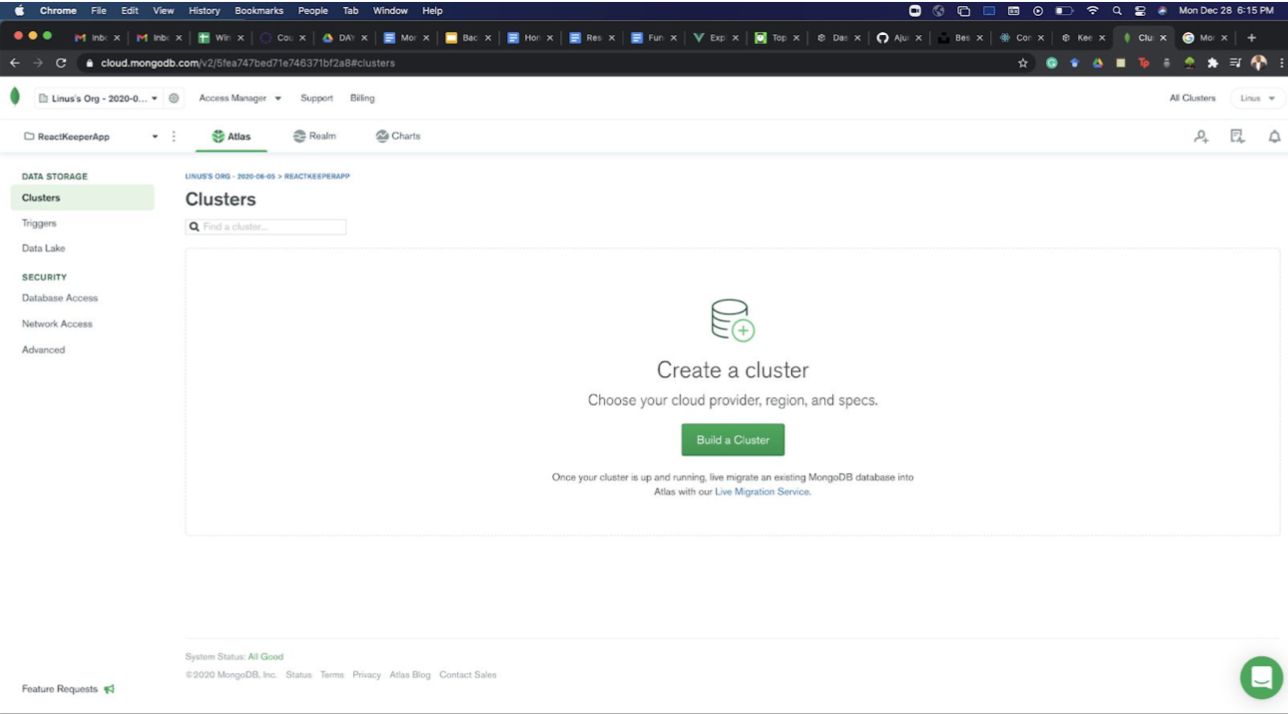 Chrome File Edit View History Bookmarks People Tab Window Help Mon Dec 28 6:15 PM
Inbc Inbc Win Cou DAY Mor Bac Hon Res Fun Exp Top Das Ajui Bes Cor Kee Clu Mor
cloud.mongodb.com/v2/5fea747bed71e746371bf2a8#clusters
Linus's Org - 2020-0... Access Manager Support Billing All Clusters Linus
ReactKeeperApp Atlas Realm Charts
DATA STORAGE
Clusters
Triggers
Data Lake
SECURITY
Database Access
Network Access
Advanced
LINUS'S ORG - 2020-06-05 > REACTKEEPERAPP
Clusters
Find a cluster...
Create a cluster
Choose your cloud provider, region, and specs.
Build a Cluster
Once your cluster is up and running, live migrate an existing MongoDB database into
Atlas with our Live Migration Service.
System Status: All Good
©2020 MongoDB, Inc. Status Terms Privacy Atlas Blog Contact Sales
Feature Requests